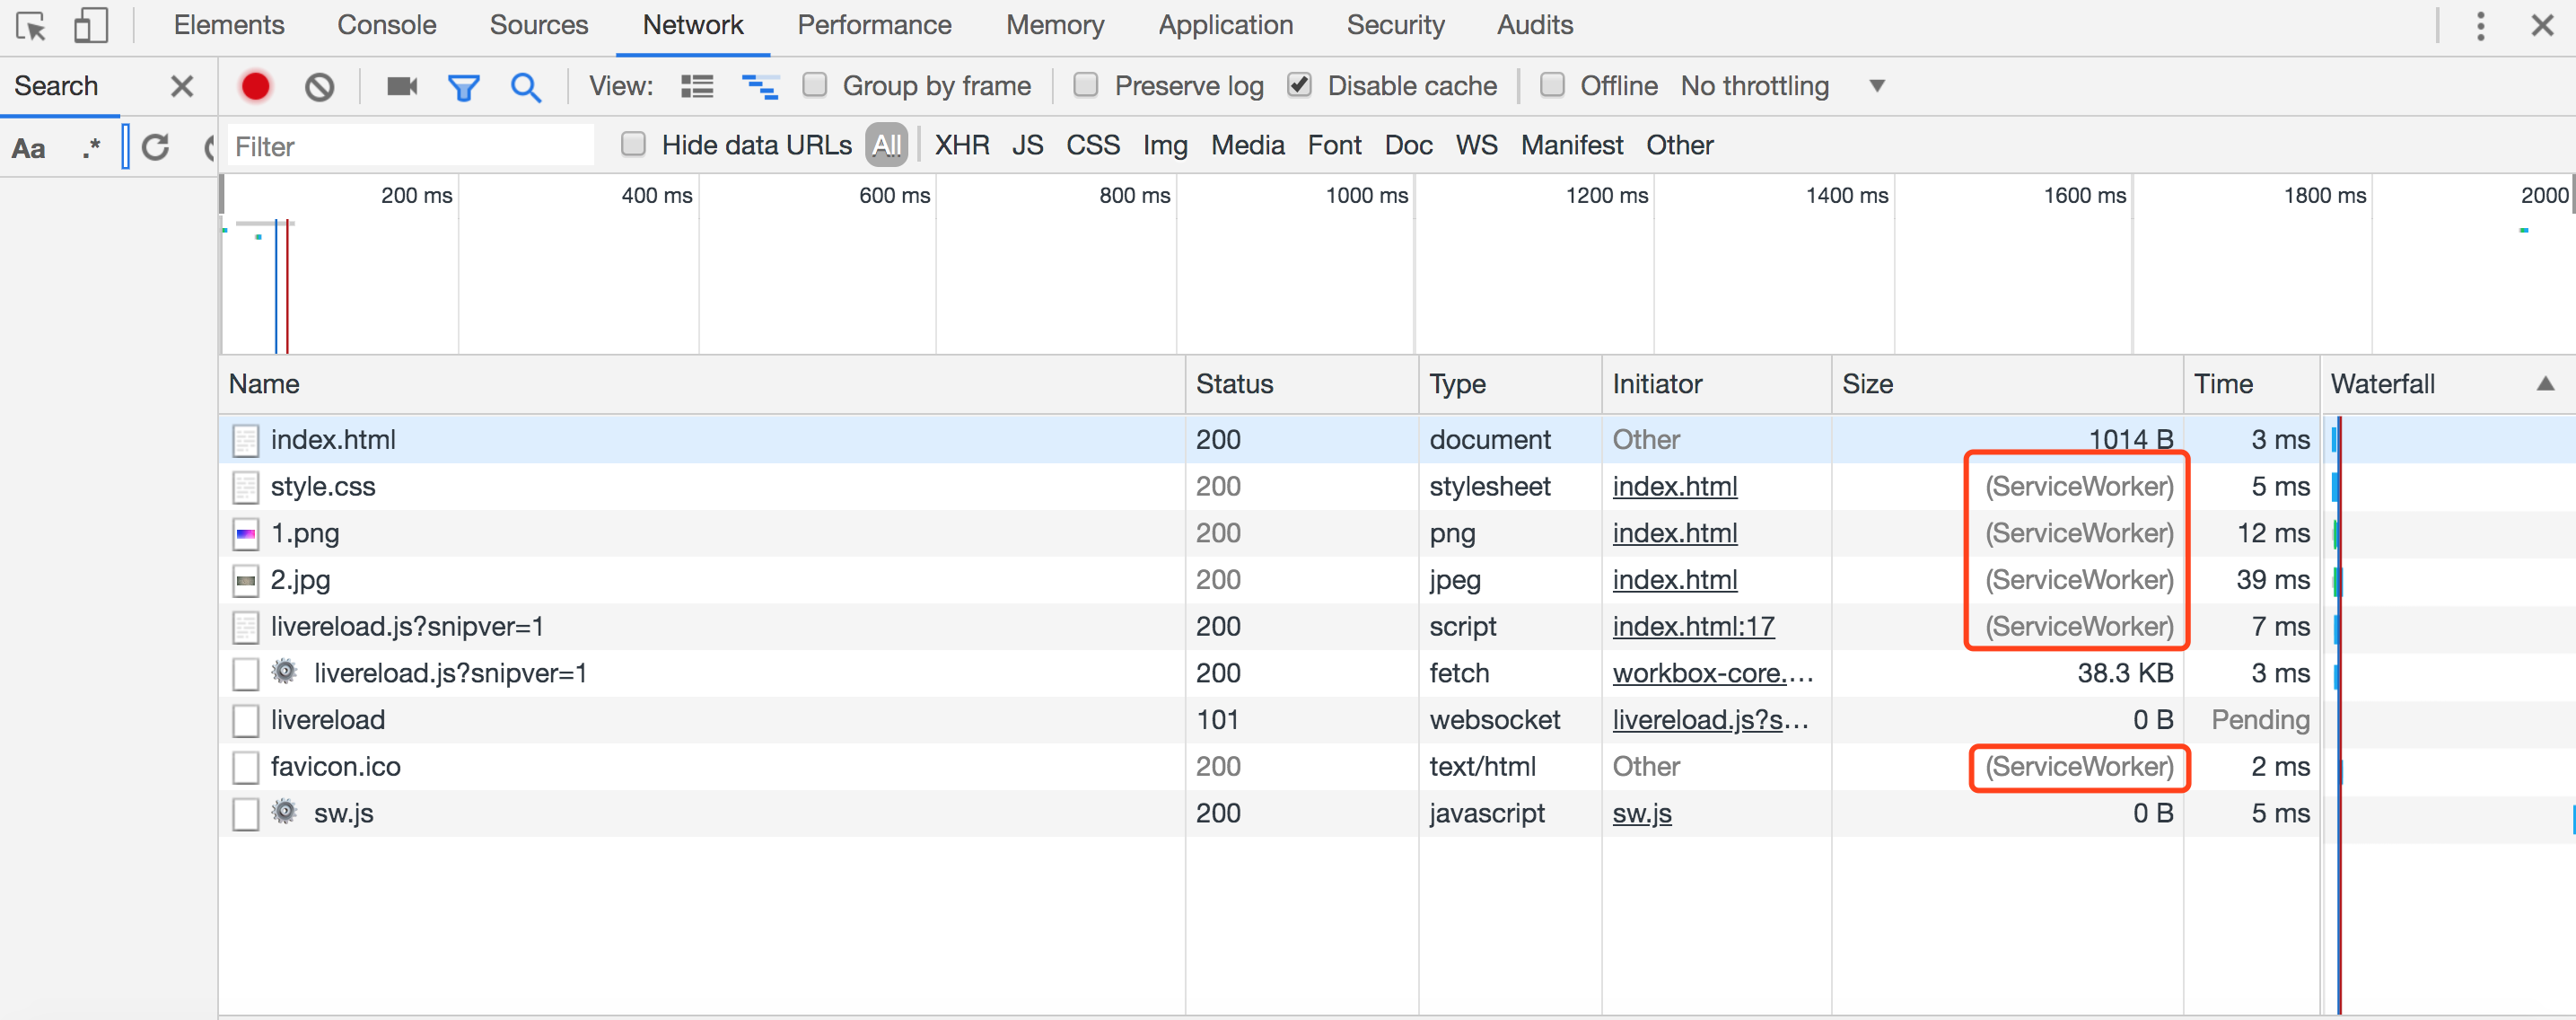 Elements Console Sources Network Performance Memory Application Security Audits
Search View: Group by frame Preserve log Disable cache Offline No throttling
Aa .* Filter Hide data URLs All XHR JS CSS Img Media Font Doc WS Manifest Other
200 ms 400 ms 600 ms 800 ms 1000 ms 1200 ms 1400 ms 1600 ms 1800 ms 2000
Name Status Type Initiator Size Time Waterfall
index.html 200 document Other 1014 B 3 ms
style.css 200 stylesheet index.html (ServiceWorker) 5 ms
1.png 200 png index.html (ServiceWorker) 12 ms
2.jpg 200 jpeg index.html (ServiceWorker) 39 ms
livereload.js?snipver=1 200 script index.html:17 (ServiceWorker) 7 ms
livereload.js?snipver=1 200 fetch workbox-core.… 38.3 KB 3 ms
livereload 101 websocket livereload.js?s… 0 B Pending
favicon.ico 200 text/html Other (ServiceWorker) 2 ms
sw.js 200 javascript sw.js 0 B 5 ms